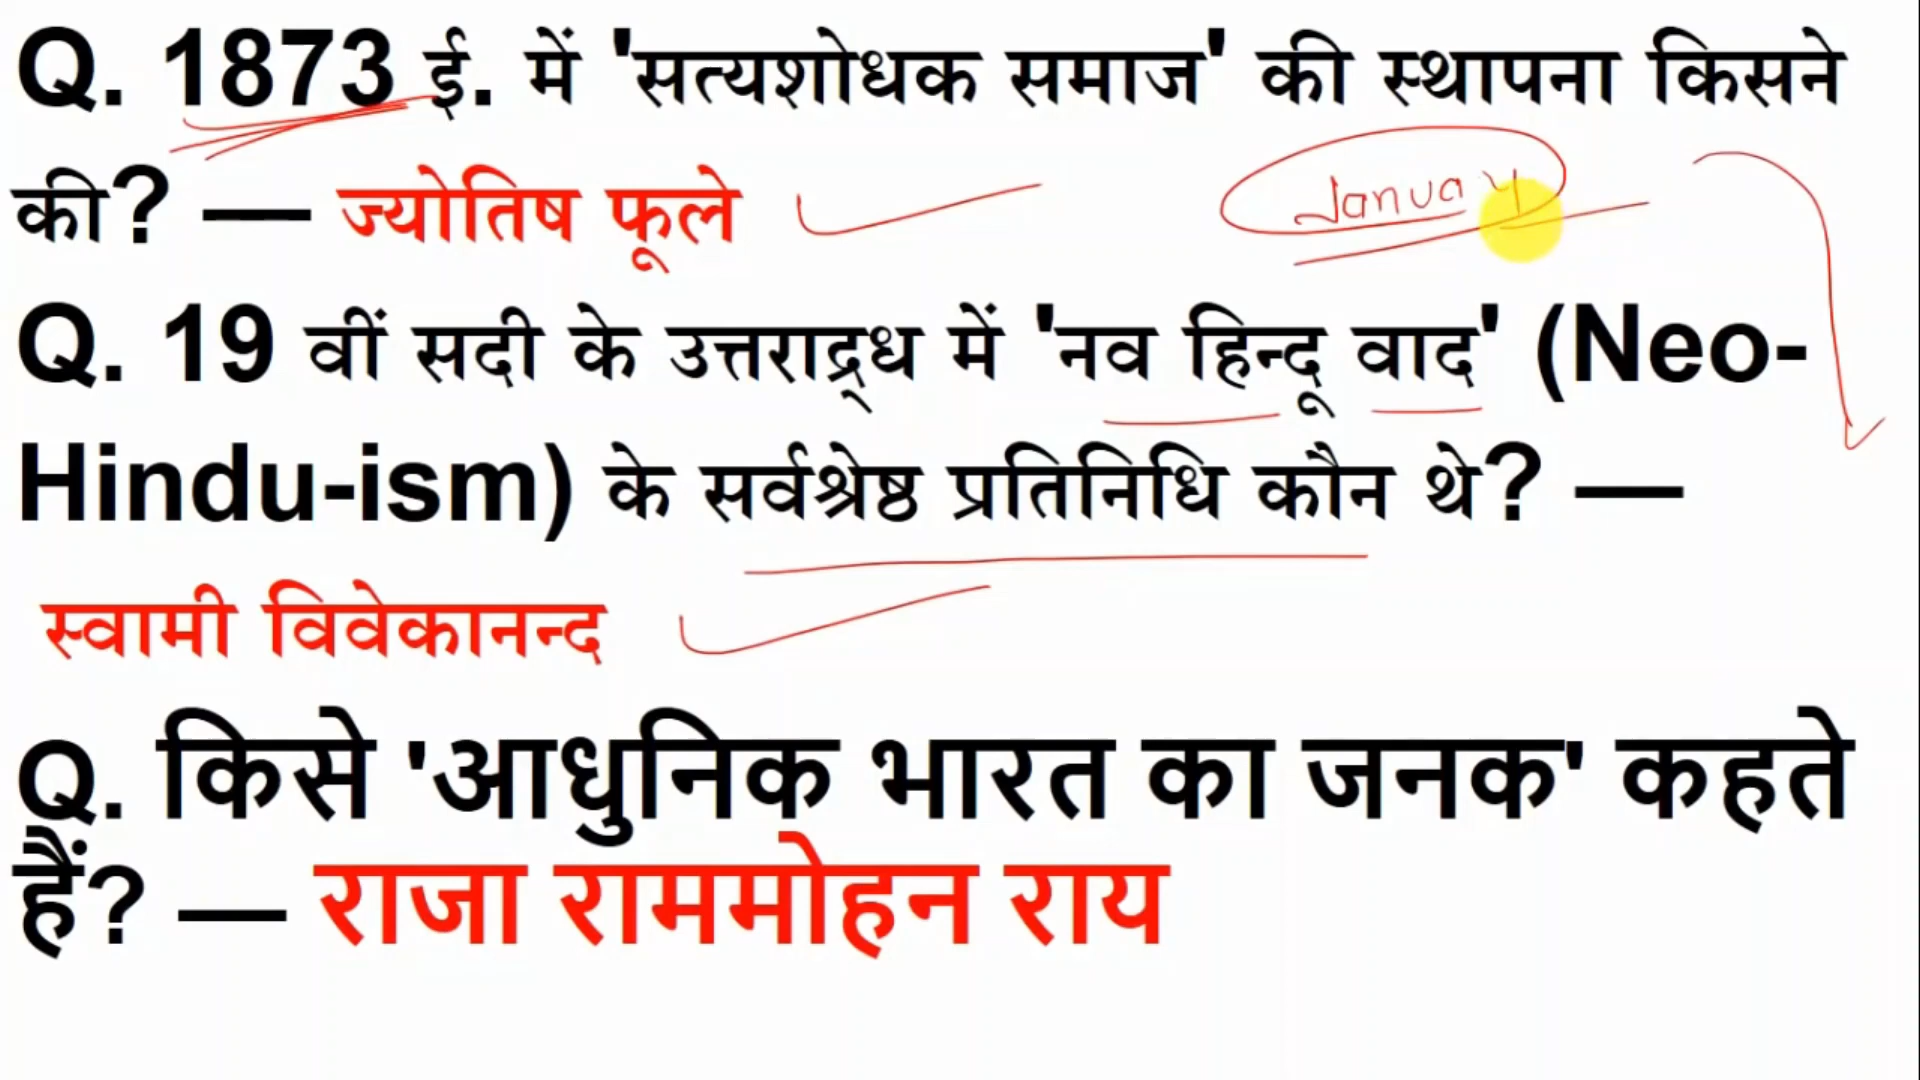 Q. 1873 ई. में 'सत्यशोधक समाज' की स्थापना किसने
की? — ज्योतिष फूले
January
Q. 19 वीं सदी के उत्तराद्र्ध में 'नव हिन्दू वाद' (Neo-
Hindu-ism) के सर्वश्रेष्ठ प्रतिनिधि कौन थे? —
स्वामी विवेकानन्द
Q. किसे 'आधुनिक भारत का जनक' कहते
हैं? — राजा राममोहन राय